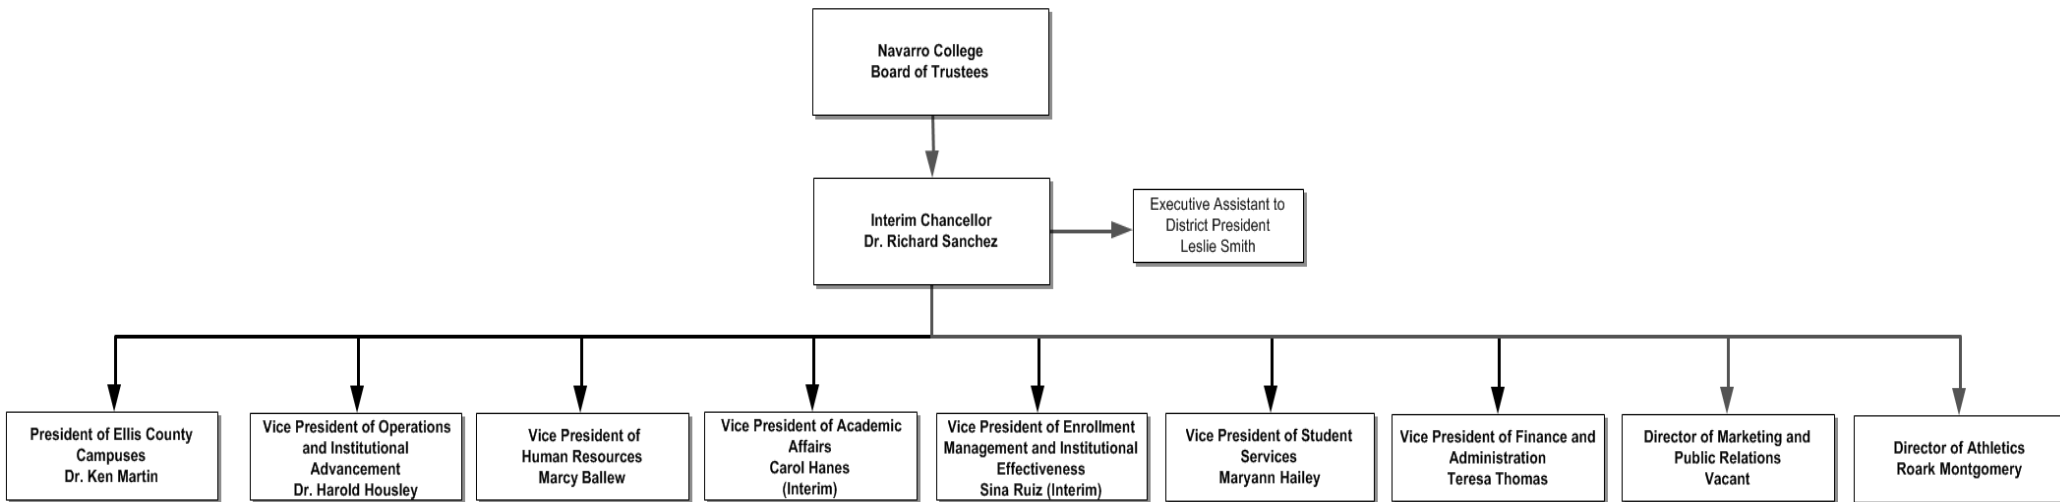 Navarro College
Board of Trustees
Interim Chancellor
Dr. Richard Sanchez
Executive Assistant to
District President
Leslie Smith
President of Ellis County
Campuses
Dr. Ken Martin
Vice President of Operations
and Institutional
Advancement
Dr. Harold Housley
Vice President of
Human Resources
Marcy Ballew
Vice President of Academic
Affairs
Carol Hanes
(Interim)
Vice President of Enrollment
Management and Institutional
Effectiveness
Sina Ruiz (Interim)
Vice President of Student
Services
Maryann Hailey
Vice President of Finance and
Administration
Teresa Thomas
Director of Marketing and
Public Relations
Vacant
Director of Athletics
Roark Montgomery